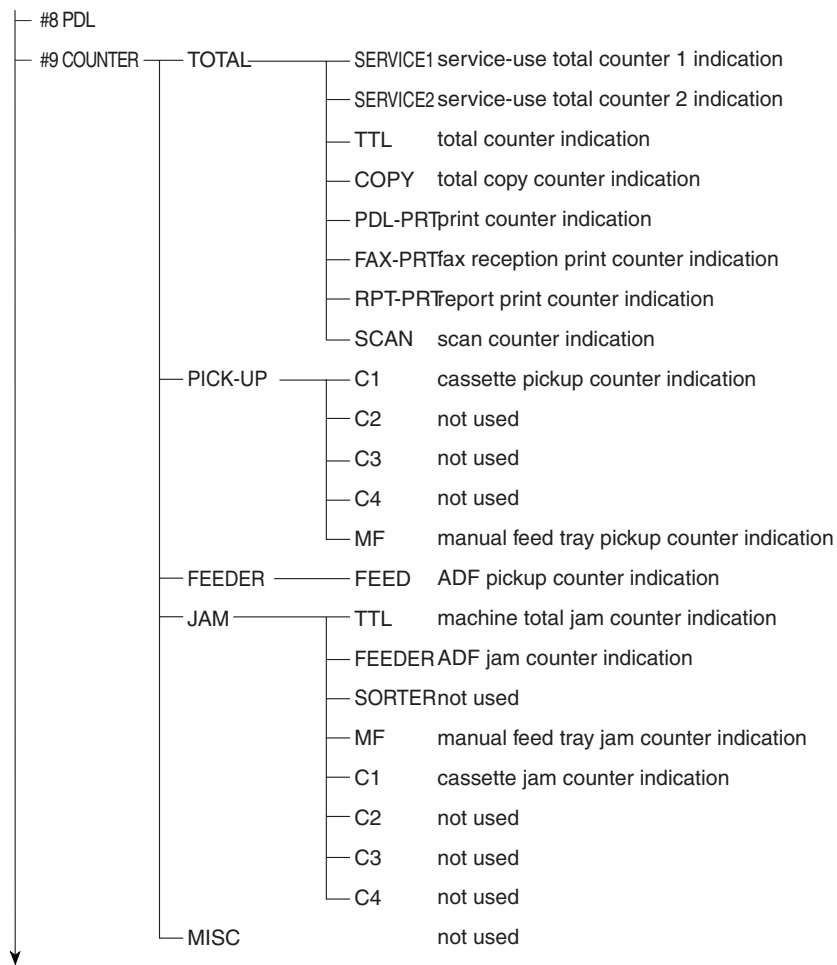 #8 PDL
#9 COUNTER TOTAL SERVICE1 service-use total counter 1 indication
SERVICE2 service-use total counter 2 indication
TTL total counter indication
COPY total copy counter indication
PDL-PRT print counter indication
FAX-PRT fax reception print counter indication
RPT-PRT report print counter indication
SCAN scan counter indication
PICK-UP C1 cassette pickup counter indication
C2 not used
C3 not used
C4 not used
MF manual feed tray pickup counter indication
FEEDER FEED ADF pickup counter indication
JAM TTL machine total jam counter indication
FEEDER ADF jam counter indication
SORTER not used
MF manual feed tray jam counter indication
C1 cassette jam counter indication
C2 not used
C3 not used
C4 not used
MISC not used